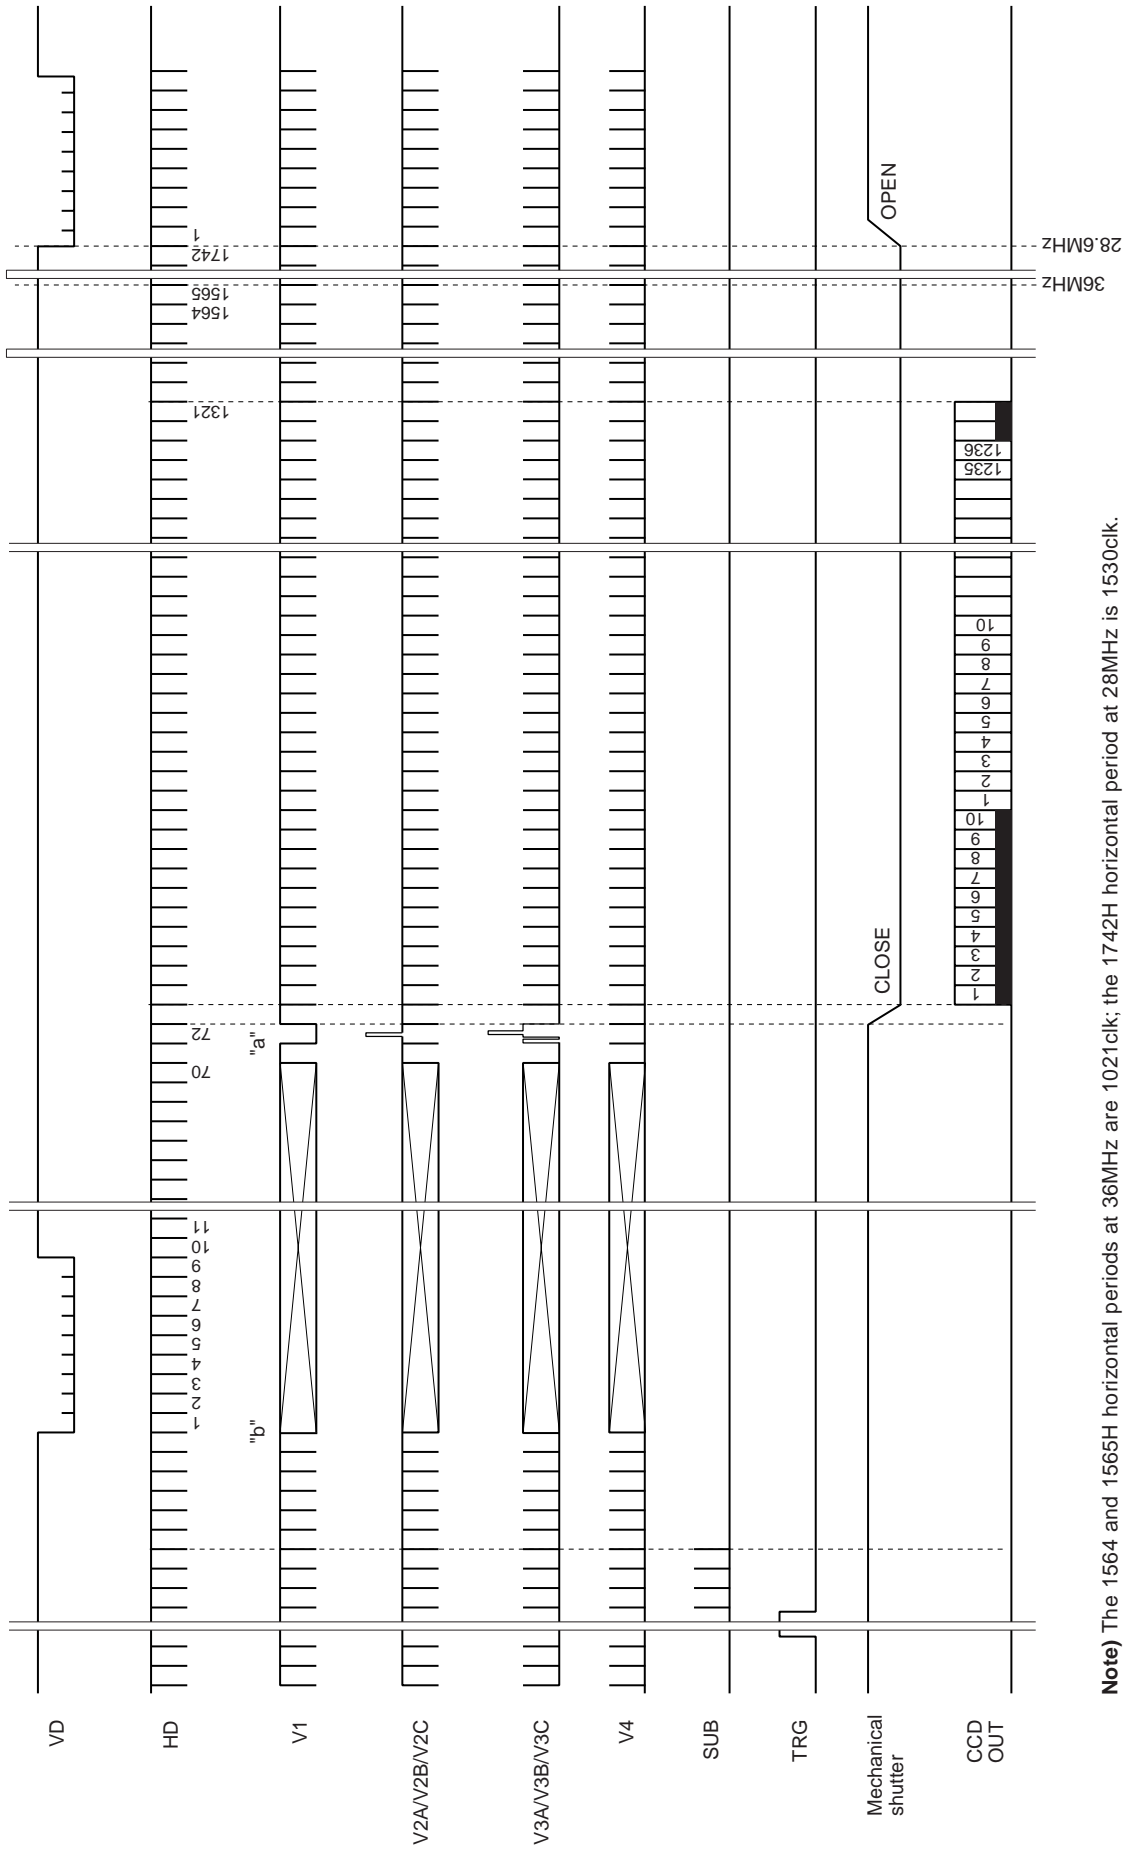 VD
HD
V1
V2A/V2B/V2C
V3A/V3B/V3C
V4
SUB
TRG
Mechanical
shutter
CCD
OUT
1
2
3
4
5
6
7
8
9
10
11
70
72
1321
1564
1565
1742
1
"b"
"a"
CLOSE
OPEN
1
2
3
4
5
6
7
8
9
10
1
2
3
4
5
6
7
8
9
10
1235
1236
36MHz
28.6MHz
Note) The 1564 and 1565H horizontal periods at 36MHz are 1021clk; the 1742H horizontal period at 28MHz is 1530clk.